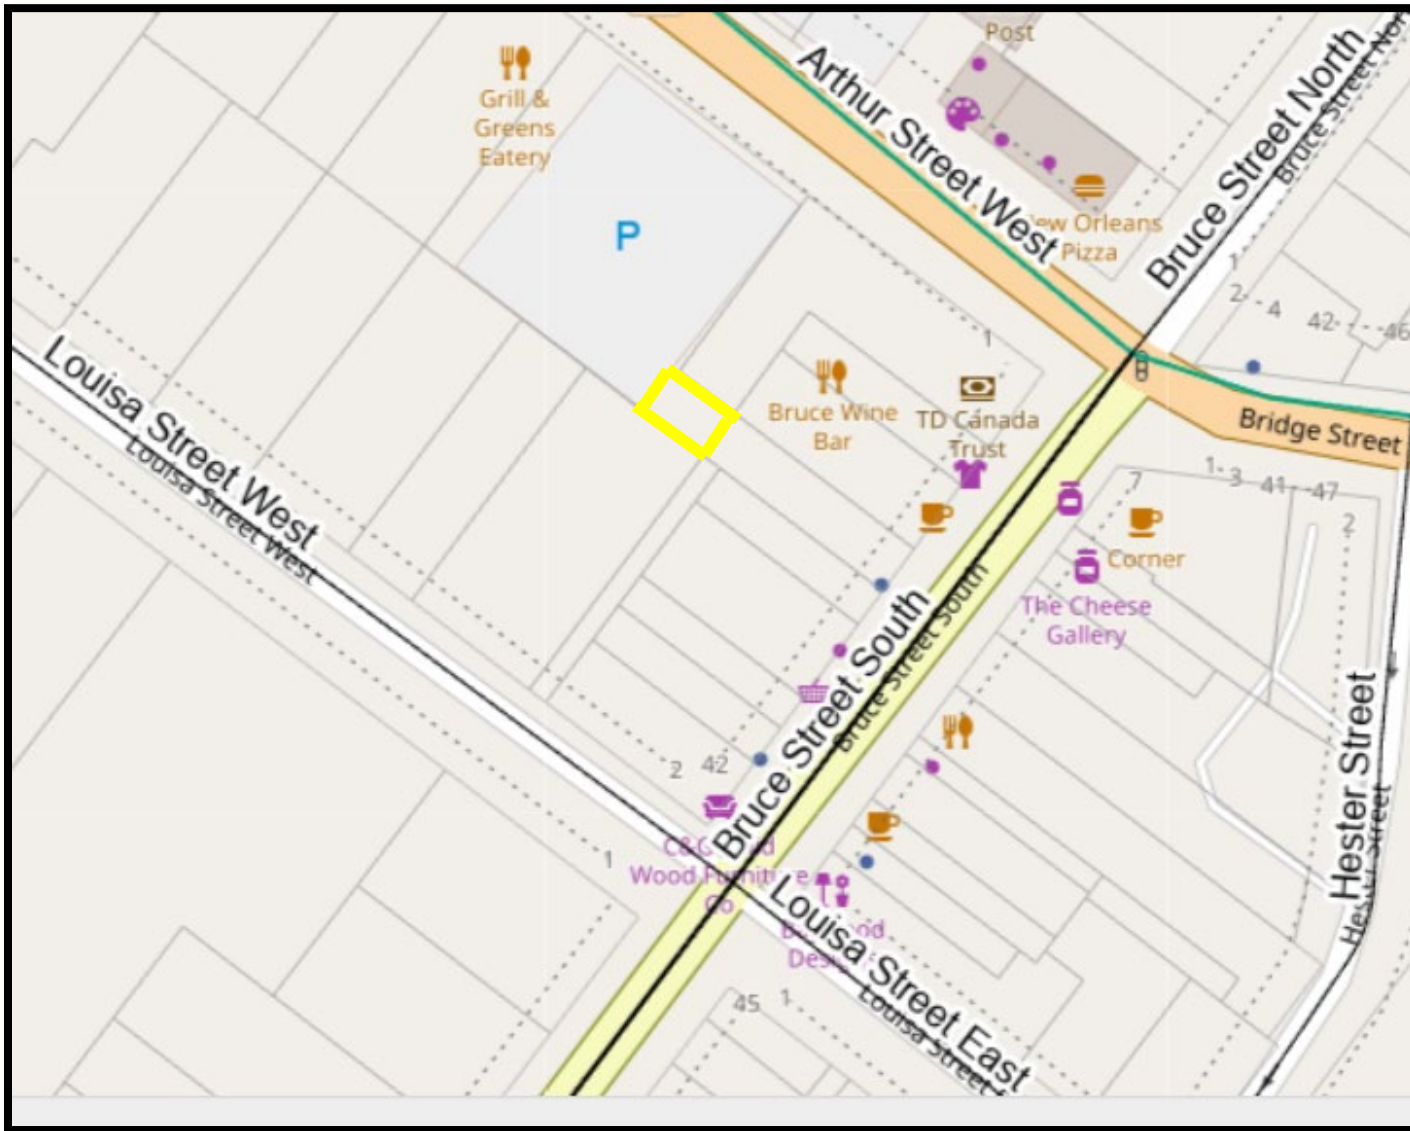 Post
Grill &
Greens
Eatery
Arthur Street West
Bruce Street North
Bruce Street Nor
P
ew Orleans
Pizza
1
2
4
42
46
1
Louisa Street West
Louisa Street West
Bruce Wine
Bar
TD Canada
Trust
Bridge Street
1
3
41
47
7
2
Corner
The Cheese
Gallery
Bruce Street South
Bruce Street South
Hester Street
Hester Street
2
42
1
Wood Furniture
Go
Louisa Street East
Louisa Street
45
1